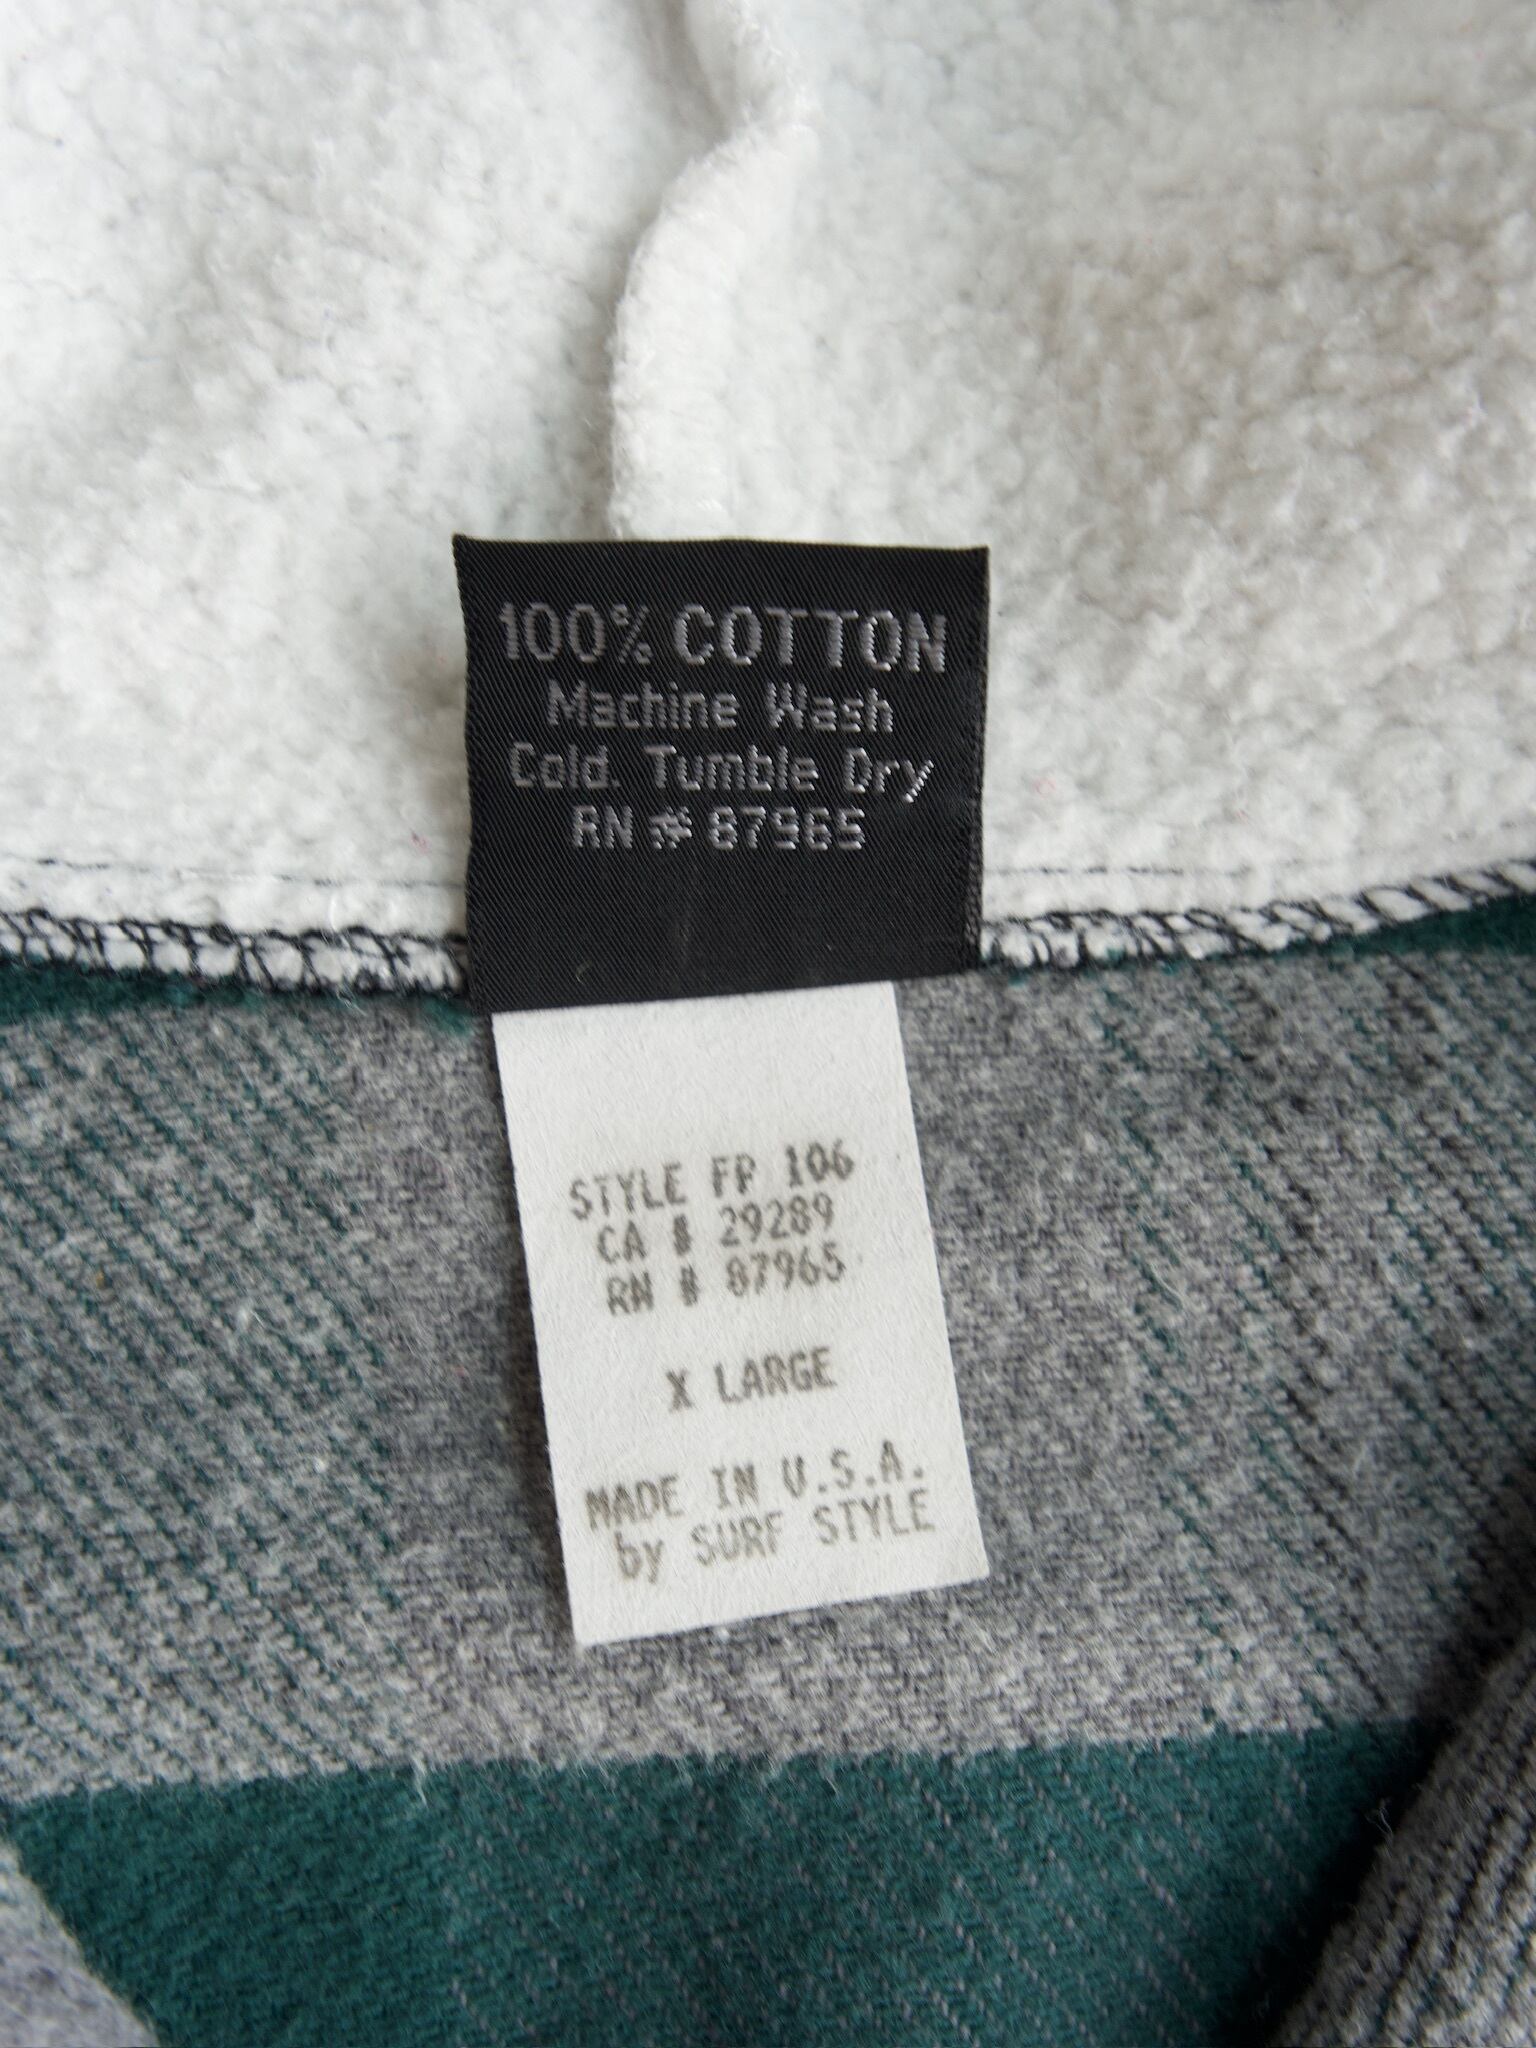 100% COTTON
Machine Wash
Cold. Tumble Dry
RN # 87965
STYLE FP 106
CA # 29289
RN # 87965
X LARGE
MADE IN U.S.A.
by SURF STYLE